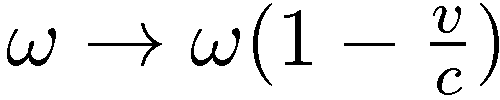 ω → ω(1 − v/c)